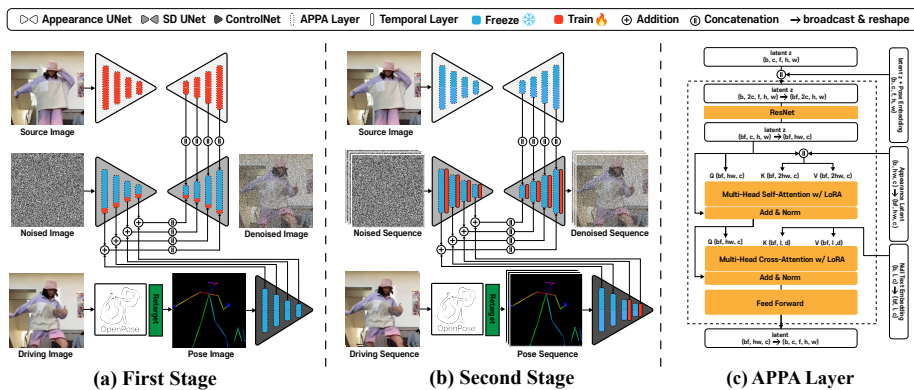 Appearance UNet
SD UNet
ControlNet
APPA Layer
Temporal Layer
Freeze
Train
Addition
Concatenation
broadcast & reshape
Source Image
Noised Image
Denoised Image
OpenPose
Retarget
Driving Image
Pose Image
(a) First Stage
Source Image
Noised Sequence
Denoised Sequence
OpenPose
Retarget
Driving Sequence
Pose Sequence
(b) Second Stage
latent z
(b, c, f, h, w)
latent z
(b, 2c, f, h, w) → (bf, 2c, h, w)
ResNet
latent z
(bf, c, h, w) → (bf, hw, c)
Q (bf, hw, c)
K (bf, 2hw, c)
V (bf, 2hw, c)
Multi-Head Self-Attention w/ LoRA
Add & Norm
Q (bf, hw, c)
K (bf, l, d)
V (bf, l ,d)
Multi-Head Cross-Attention w/ LoRA
Add & Norm
Feed Forward
latent
(bf, hw, c) → (b, c, f, h, w)
latent z + Pose Embedding
(b, c, f, h, w)
Appearance Latent
(b, hw, c) → (bf, hw, c)
Null Text Embedding
(b, l, c) → (bf, l, c)
(c) APPA Layer